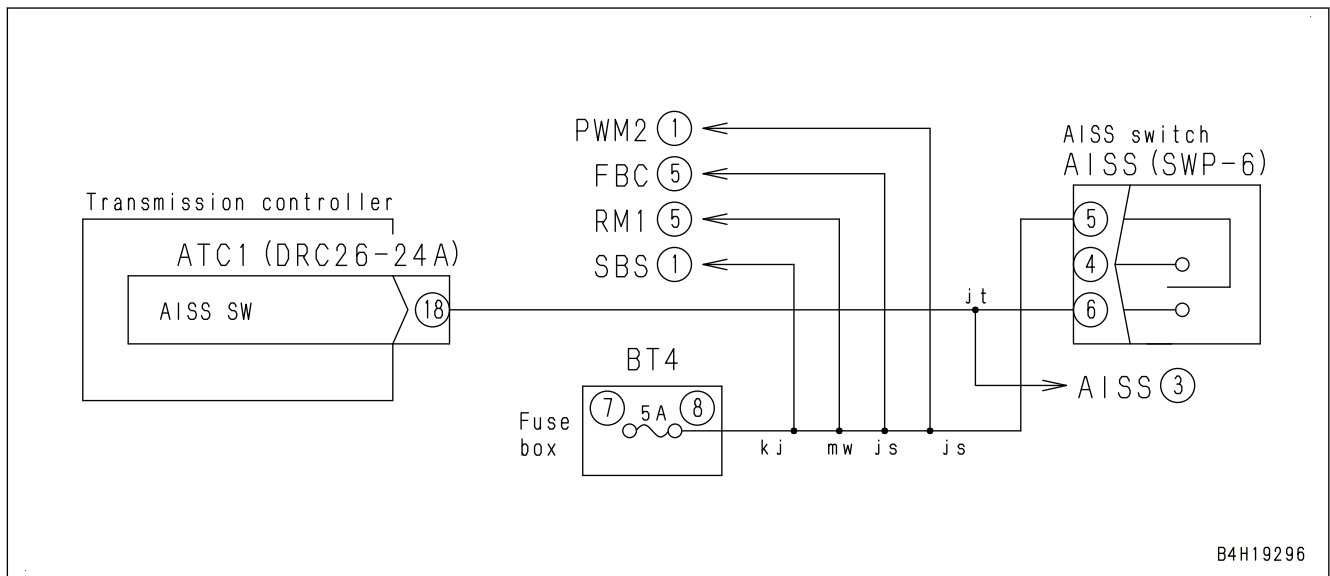 PWM2 ①
FBC ⑤
RM1 ⑤
SBS ①
AISS switch
AISS (SWP-6)
⑤
④
⑥
Transmission controller
ATC1 (DRC26-24A)
AISS SW ⑱
jt
AISS ③
BT4
⑦ 5A ⑧
Fuse
box
kj mw js js
B4H19296